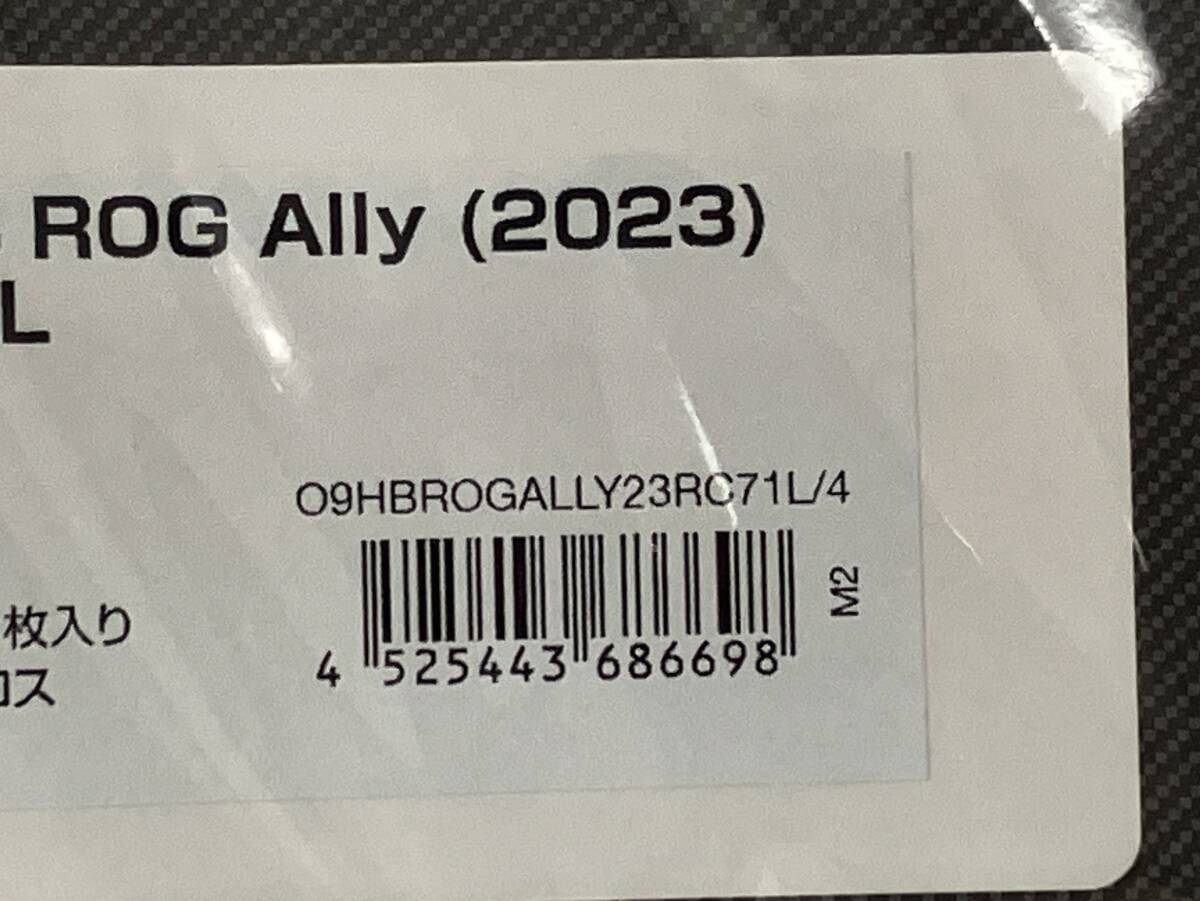 ROG Ally (2023)
L
O9HBROGALLY23RC71L/4
M2
枚入り
ロス
4 525443 686698